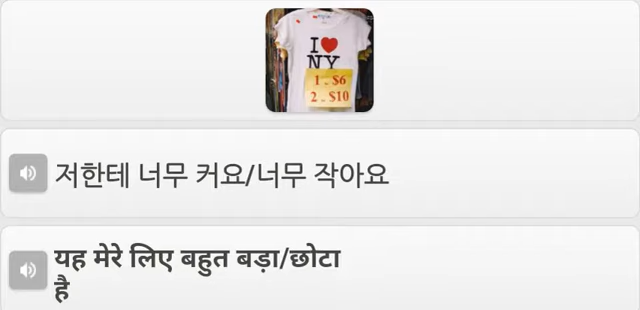 I ❤ NY
1 - $6
2 - $10
저한테 너무 커요/너무 작아요
यह मेरे लिए बहुत बड़ा/छोटा
है